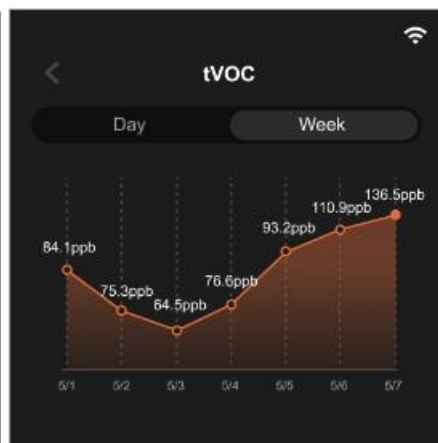 tVOC
Day Week
136.5ppb
110.9ppb
93.2ppb
84.1ppb
76.6ppb
75.3ppb 64.5ppb
5/1 5/2 5/3 5/4 5/5 5/6 5/7